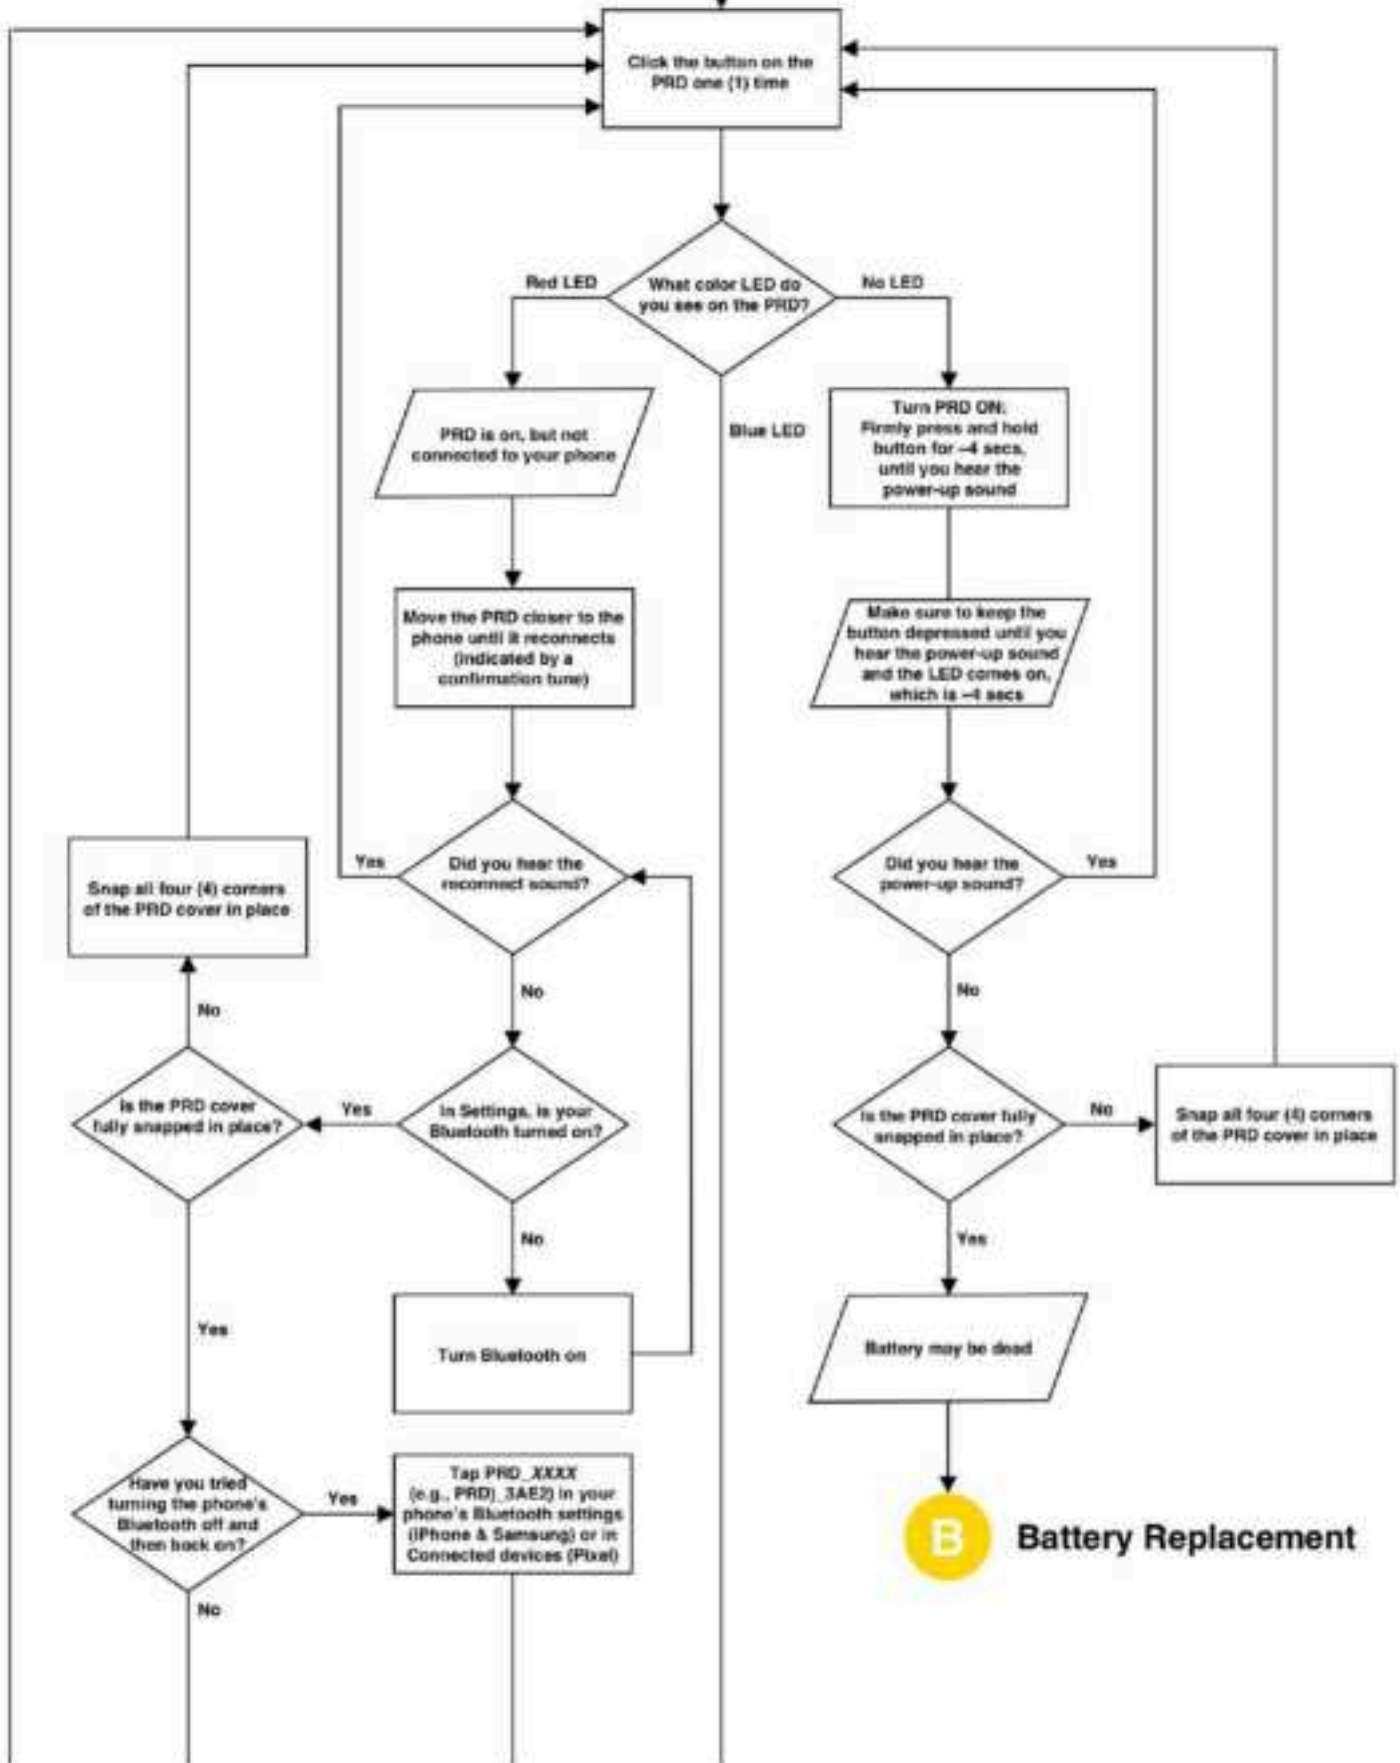 Click the button on the
PRD one (1) time
What color LED do
you see on the PRD?
Red LED
No LED
Blue LED
PRD is on, but not
connected to your phone
Turn PRD ON:
Firmly press and hold
button for ~4 secs,
until you hear the
power-up sound
Move the PRD closer to the
phone until it reconnects
(indicated by a
confirmation tune)
Make sure to keep the
button depressed until you
hear the power-up sound
and the LED comes on,
which is ~4 secs
Snap all four (4) corners
of the PRD cover in place
Yes
Did you hear the
reconnect sound?
Did you hear the
power-up sound?
Yes
No
No
No
Is the PRD cover
fully snapped in place?
Yes
In Settings, is your
Bluetooth turned on?
Is the PRD cover fully
snapped in place?
No
Snap all four (4) corners
of the PRD cover in place
Yes
No
Yes
Turn Bluetooth on
Battery may be dead
Have you tried
turning the phone's
Bluetooth off and
then back on?
Yes
Tap PRD_XXXX
(e.g., PRD)_3AE2) in your
phone's Bluetooth settings
(iPhone & Samsung) or in
Connected devices (Pixel)
B
Battery Replacement
No